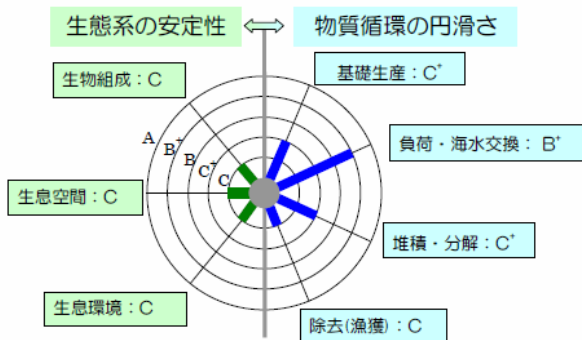 生態系の安定性
物質循環の円滑さ
生物組成：C
基礎生産：C⁺
A
B⁺
B
C⁺
C
負荷・海水交換： B⁺
生息空間：C
堆積・分解：C⁺
生息環境：C
除去(漁獲)：C